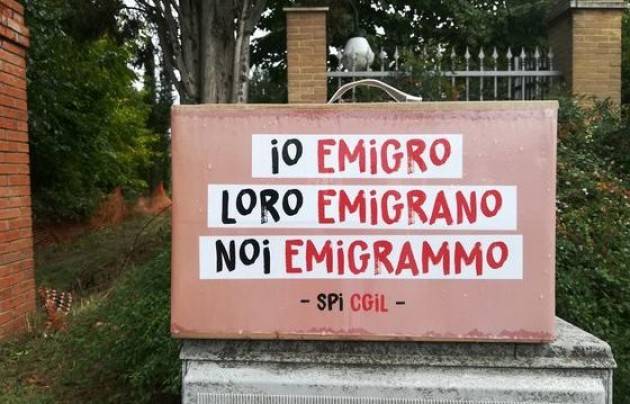 iO EMiGRO
LORO EMiGRANO
NOi EMiGRAMMO
- SPi CGiL -